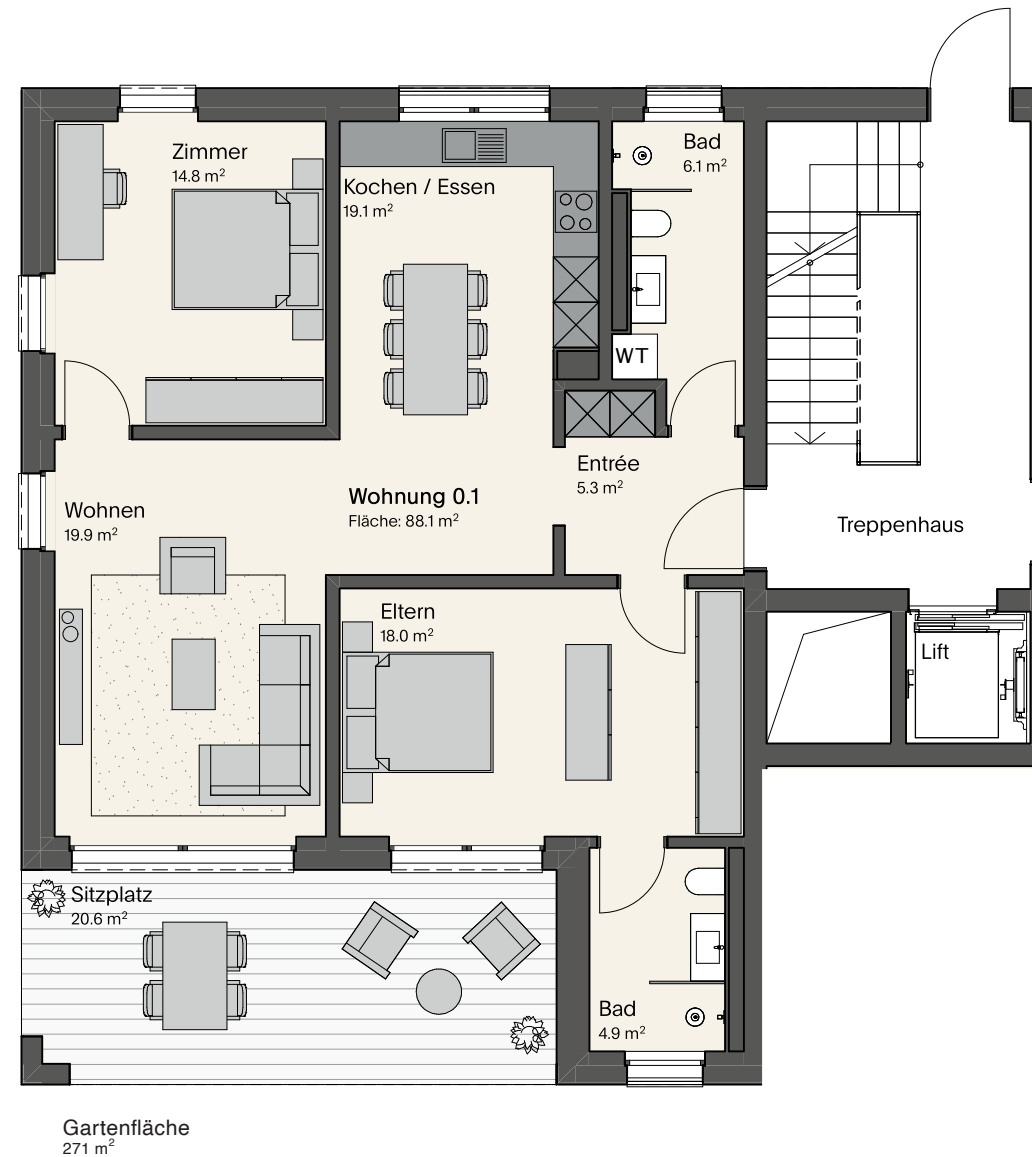 Zimmer
14.8 m²
Kochen / Essen
19.1 m²
Bad
6.1 m²
WT
Entrée
5.3 m²
Wohnen
19.9 m²
Wohnung 0.1
Fläche: 88.1 m²
Treppenhaus
Eltern
18.0 m²
Lift
Sitzplatz
20.6 m²
Bad
4.9 m²
Gartenfläche
271 m²